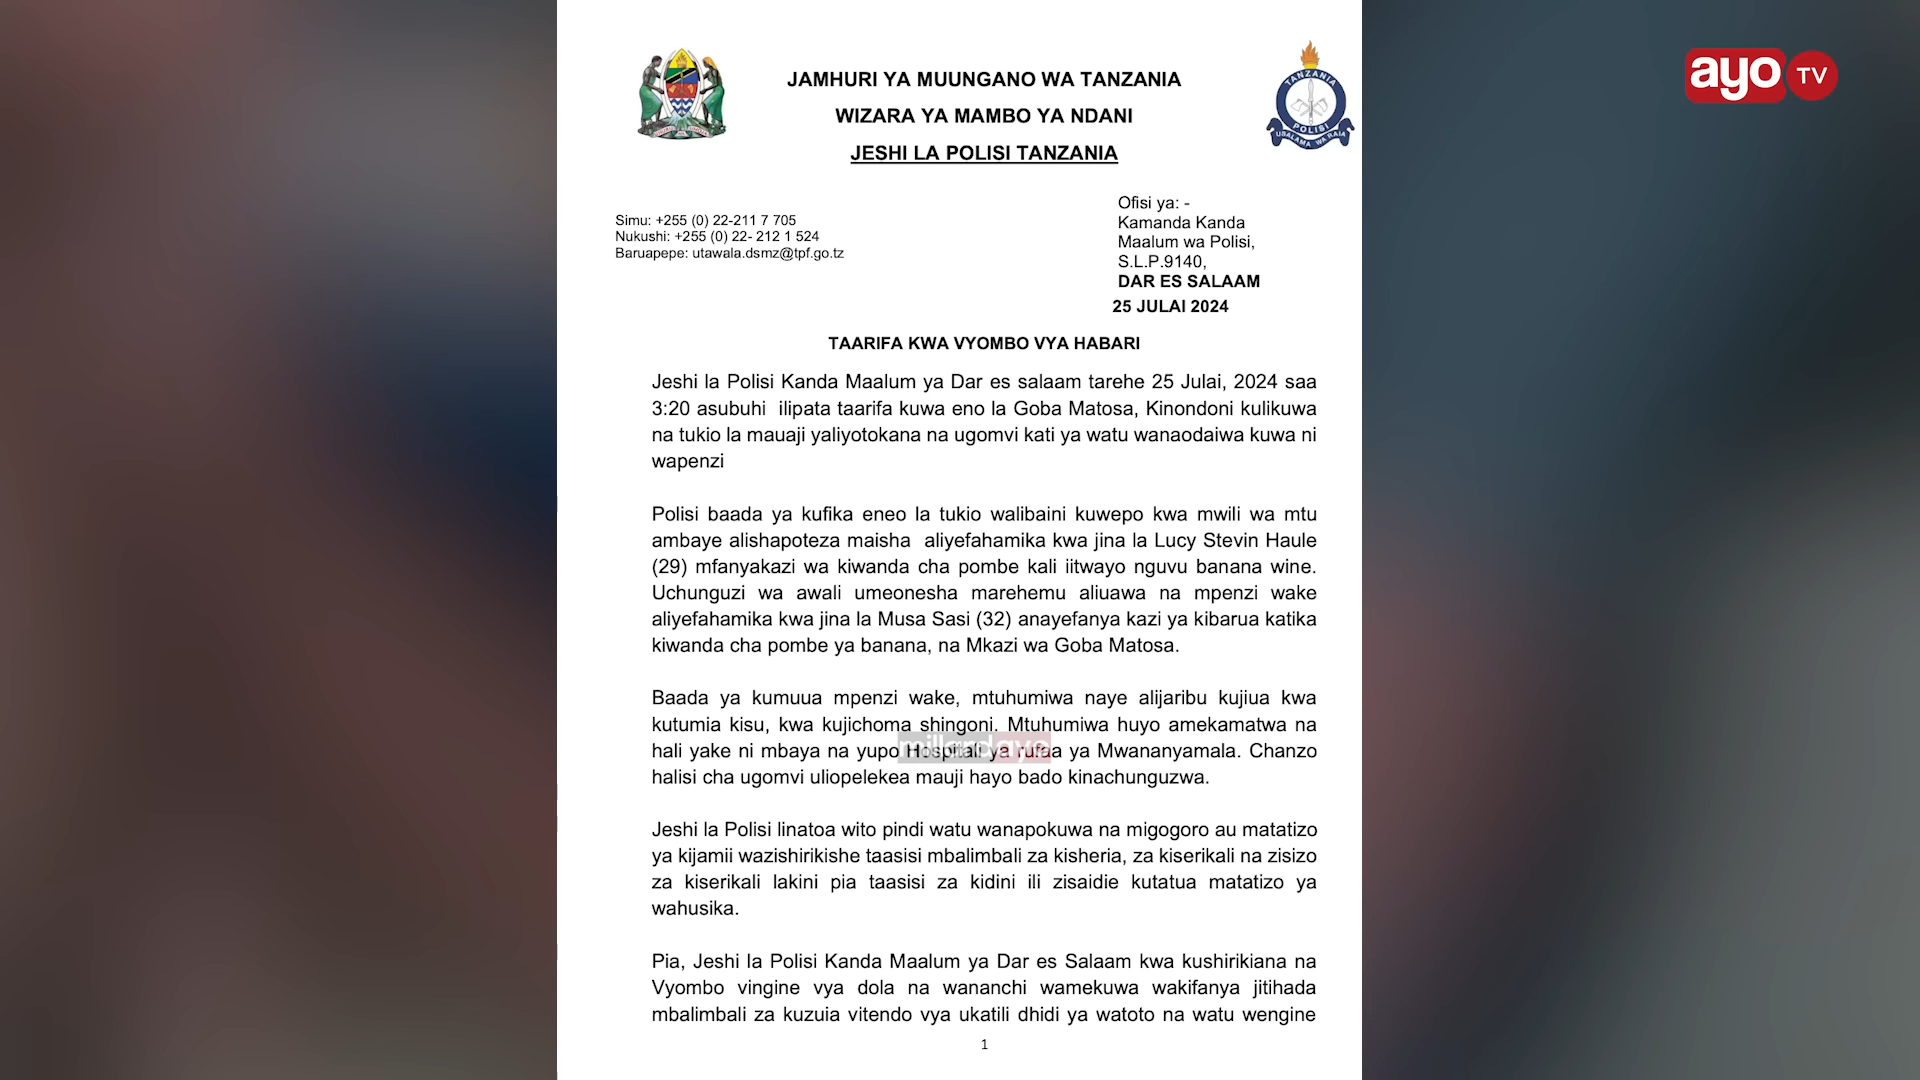 JAMHURI YA MUUNGANO WA TANZANIA
WIZARA YA MAMBO YA NDANI
JESHI LA POLISI TANZANIA
TANZANIA
POLISI
USALAMA WA RAIA
ayo TV
Simu: +255 (0) 22-211 7 705
Nukushi: +255 (0) 22- 212 1 524
Baruapepe: utawala.dsmz@tpf.go.tz
Ofisi ya: -
Kamanda Kanda
Maalum wa Polisi,
S.L.P.9140,
DAR ES SALAAM
25 JULAI 2024
TAARIFA KWA VYOMBO VYA HABARI
Jeshi la Polisi Kanda Maalum ya Dar es salaam tarehe 25 Julai, 2024 saa
3:20 asubuhi ilipata taarifa kuwa eno la Goba Matosa, Kinondoni kulikuwa
na tukio la mauaji yaliyotokana na ugomvi kati ya watu wanaodaiwa kuwa ni
wapenzi
Polisi baada ya kufika eneo la tukio walibaini kuwepo kwa mwili wa mtu
ambaye alishapoteza maisha aliyefahamika kwa jina la Lucy Stevin Haule
(29) mfanyakazi wa kiwanda cha pombe kali iitwayo nguvu banana wine.
Uchunguzi wa awali umeonesha marehemu aliuawa na mpenzi wake
aliyefahamika kwa jina la Musa Sasi (32) anayefanya kazi ya kibarua katika
kiwanda cha pombe ya banana, na Mkazi wa Goba Matosa.
Baada ya kumuua mpenzi wake, mtuhumiwa naye alijaribu kujiua kwa
kutumia kisu, kwa kujichoma shingoni. Mtuhumiwa huyo amekamatwa na
hali yake ni mbaya na yupo Hospitali ya rufaa ya Mwananyamala. Chanzo
millardayo
halisi cha ugomvi uliopelekea mauji hayo bado kinachunguzwa.
Jeshi la Polisi linatoa wito pindi watu wanapokuwa na migogoro au matatizo
ya kijamii wazishirikishe taasisi mbalimbali za kisheria, za kiserikali na zisizo
za kiserikali lakini pia taasisi za kidini ili zisaidie kutatua matatizo ya
wahusika.
Pia, Jeshi la Polisi Kanda Maalum ya Dar es Salaam kwa kushirikiana na
Vyombo vingine vya dola na wananchi wamekuwa wakifanya jitihada
mbalimbali za kuzuia vitendo vya ukatili dhidi ya watoto na watu wengine
1